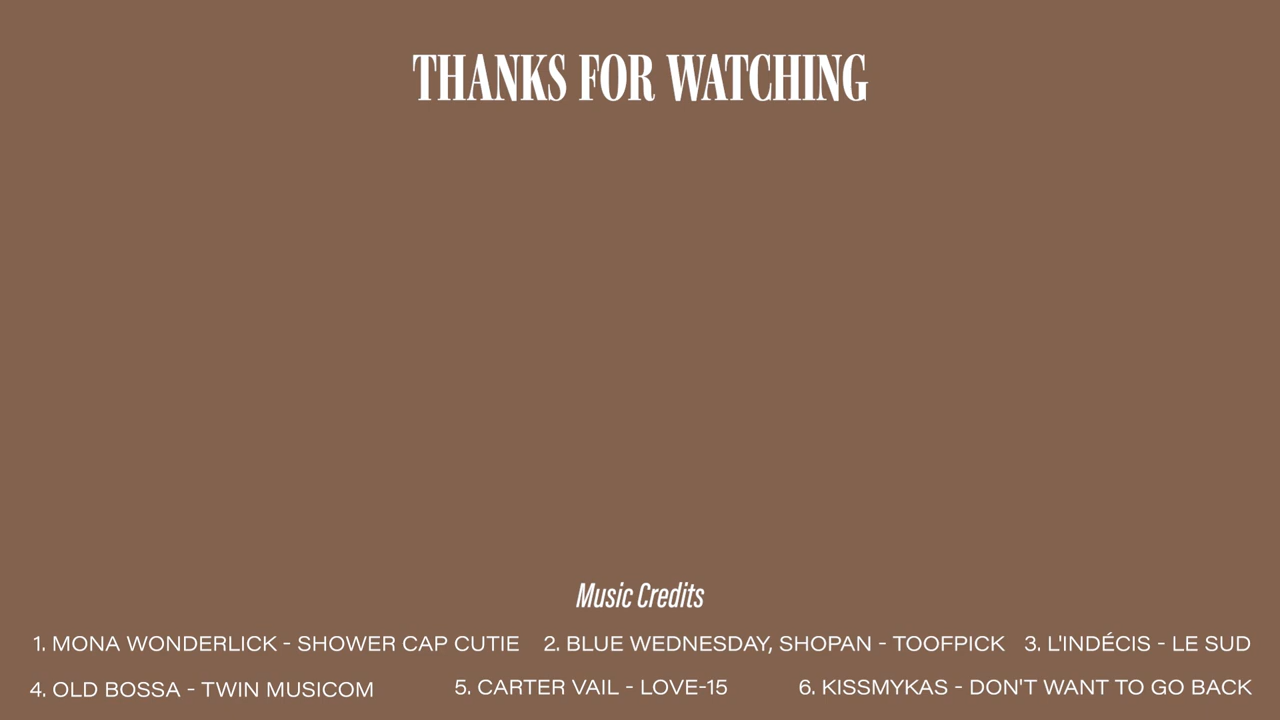 THANKS FOR WATCHING
Music Credits
1. MONA WONDERLICK - SHOWER CAP CUTIE 2. BLUE WEDNESDAY, SHOPAN - TOOFPICK 3. L'INDÉCIS - LE SUD
4. OLD BOSSA - TWIN MUSICOM 5. CARTER VAIL - LOVE-15 6. KISSMYKAS - DON'T WANT TO GO BACK